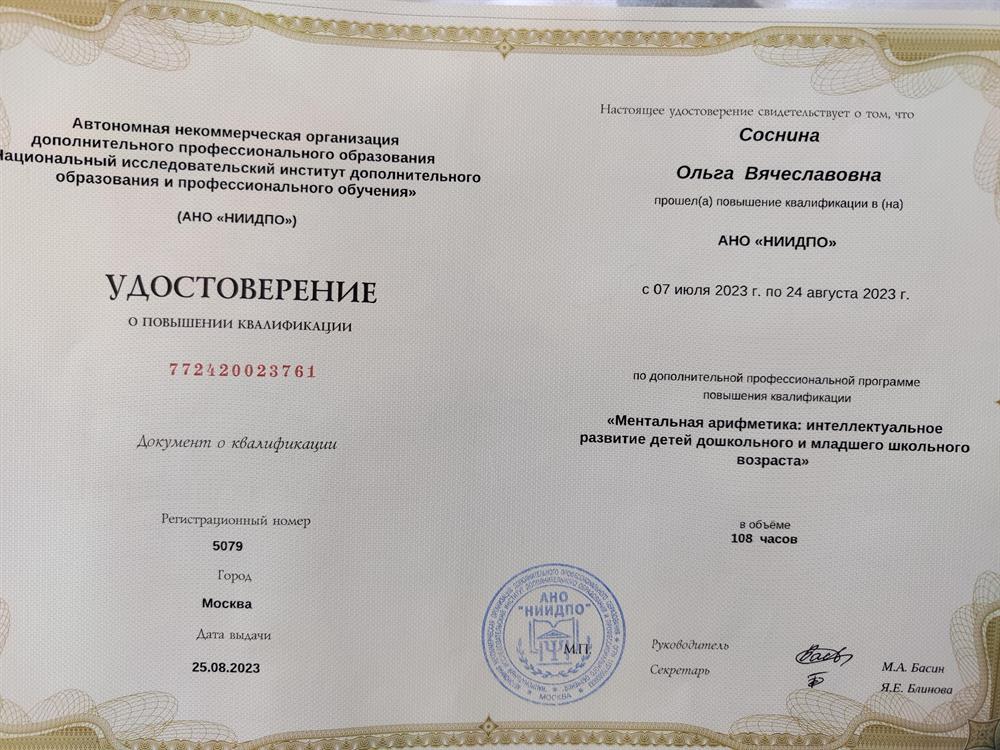 Автономная некоммерческая организация
дополнительного профессионального образования
Национальный исследовательский институт дополнительного
образования и профессионального обучения»
(АНО «НИИДПО»)
УДОСТОВЕРЕНИЕ
О ПОВЫШЕНИИ КВАЛИФИКАЦИИ
772420023761
Документ о квалификации
Регистрационный номер
5079
Город
Москва
Дата выдачи
25.08.2023
Настоящее удостоверение свидетельствует о том, что
Соснина
Ольга Вячеславовна
прошел(а) повышение квалификации в (на)
АНО «НИИДПО»
с 07 июля 2023 г. по 24 августа 2023 г.
по дополнительной профессиональной программе
повышения квалификации
«Ментальная арифметика: интеллектуальное
развитие детей дошкольного и младшего школьного
возраста»
в объёме
108 часов
АНО
"НИИДПО"
МОСКВА
М.П.
Руководитель
М.А. Басин
Секретарь
Я.Е. Блинова